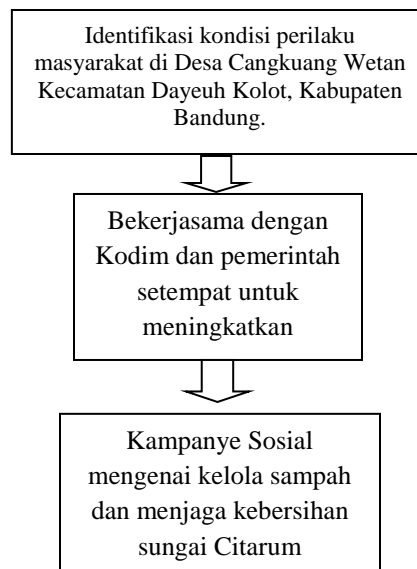 Identifikasi kondisi perilaku
masyarakat di Desa Cangkuang Wetan
Kecamatan Dayeuh Kolot, Kabupaten
Bandung.
Bekerjasama dengan
Kodim dan pemerintah
setempat untuk
meningkatkan
Kampanye Sosial
mengenai kelola sampah
dan menjaga kebersihan
sungai Citarum